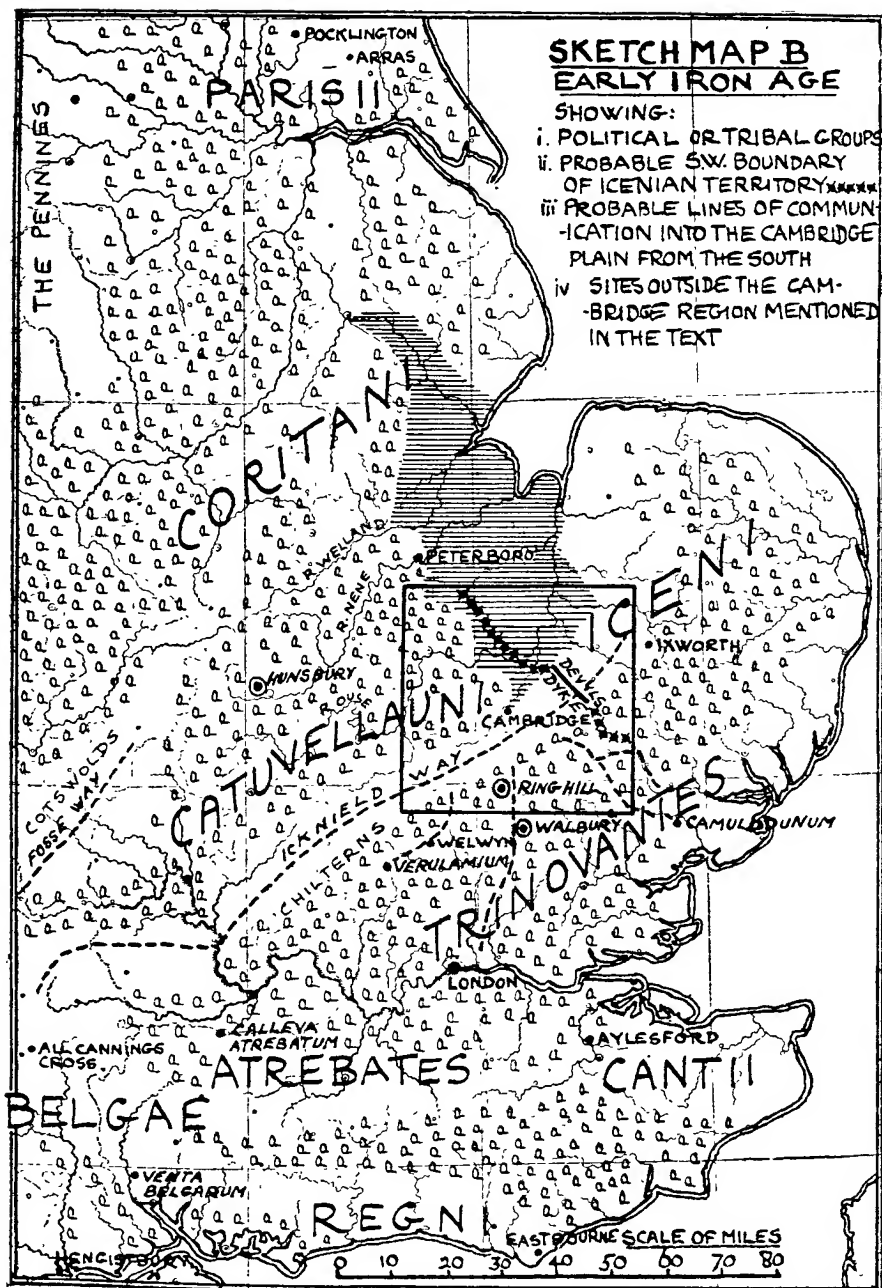 POCKLINGTON
ARRAS
PARISII
THE PENNINES
SKETCH MAP B
EARLY IRON AGE
SHOWING:
i. POLITICAL OR TRIBAL GROUPS
ii. PROBABLE S.W. BOUNDARY
OF ICENIAN TERRITORY
iii PROBABLE LINES OF COMMUN-
-ICATION INTO THE CAMBRIDGE
PLAIN FROM THE SOUTH
iv SITES OUTSIDE THE CAM-
-BRIDGE REGION MENTIONED
IN THE TEXT
CORITANI
R. WELLAND
PETERBORO'
R. NENE
ICENI
IXWORTH
HUNSBURY
R. OUSE
DEVILS
DYKE
CAMBRIDGE
CATUVELLAUNI
COTSWOLDS
FOSSE WAY
ICKNIELD WAY
RING HILL
CHILTERNS
WELWYN
WALBURY
CAMULODUNUM
VERULAMIUM
TRINOVANTES
LONDON
CALLEVA
ATREBATUM
ALL CANNINGS
CROSS
AYLESFORD
ATREBATES
CANTII
BELGAE
VENTA
BELGARUM
REGNI
HENGISTBURY
EASTBOURNE
SCALE OF MILES
0 10 20 30 40 50 60 70 80